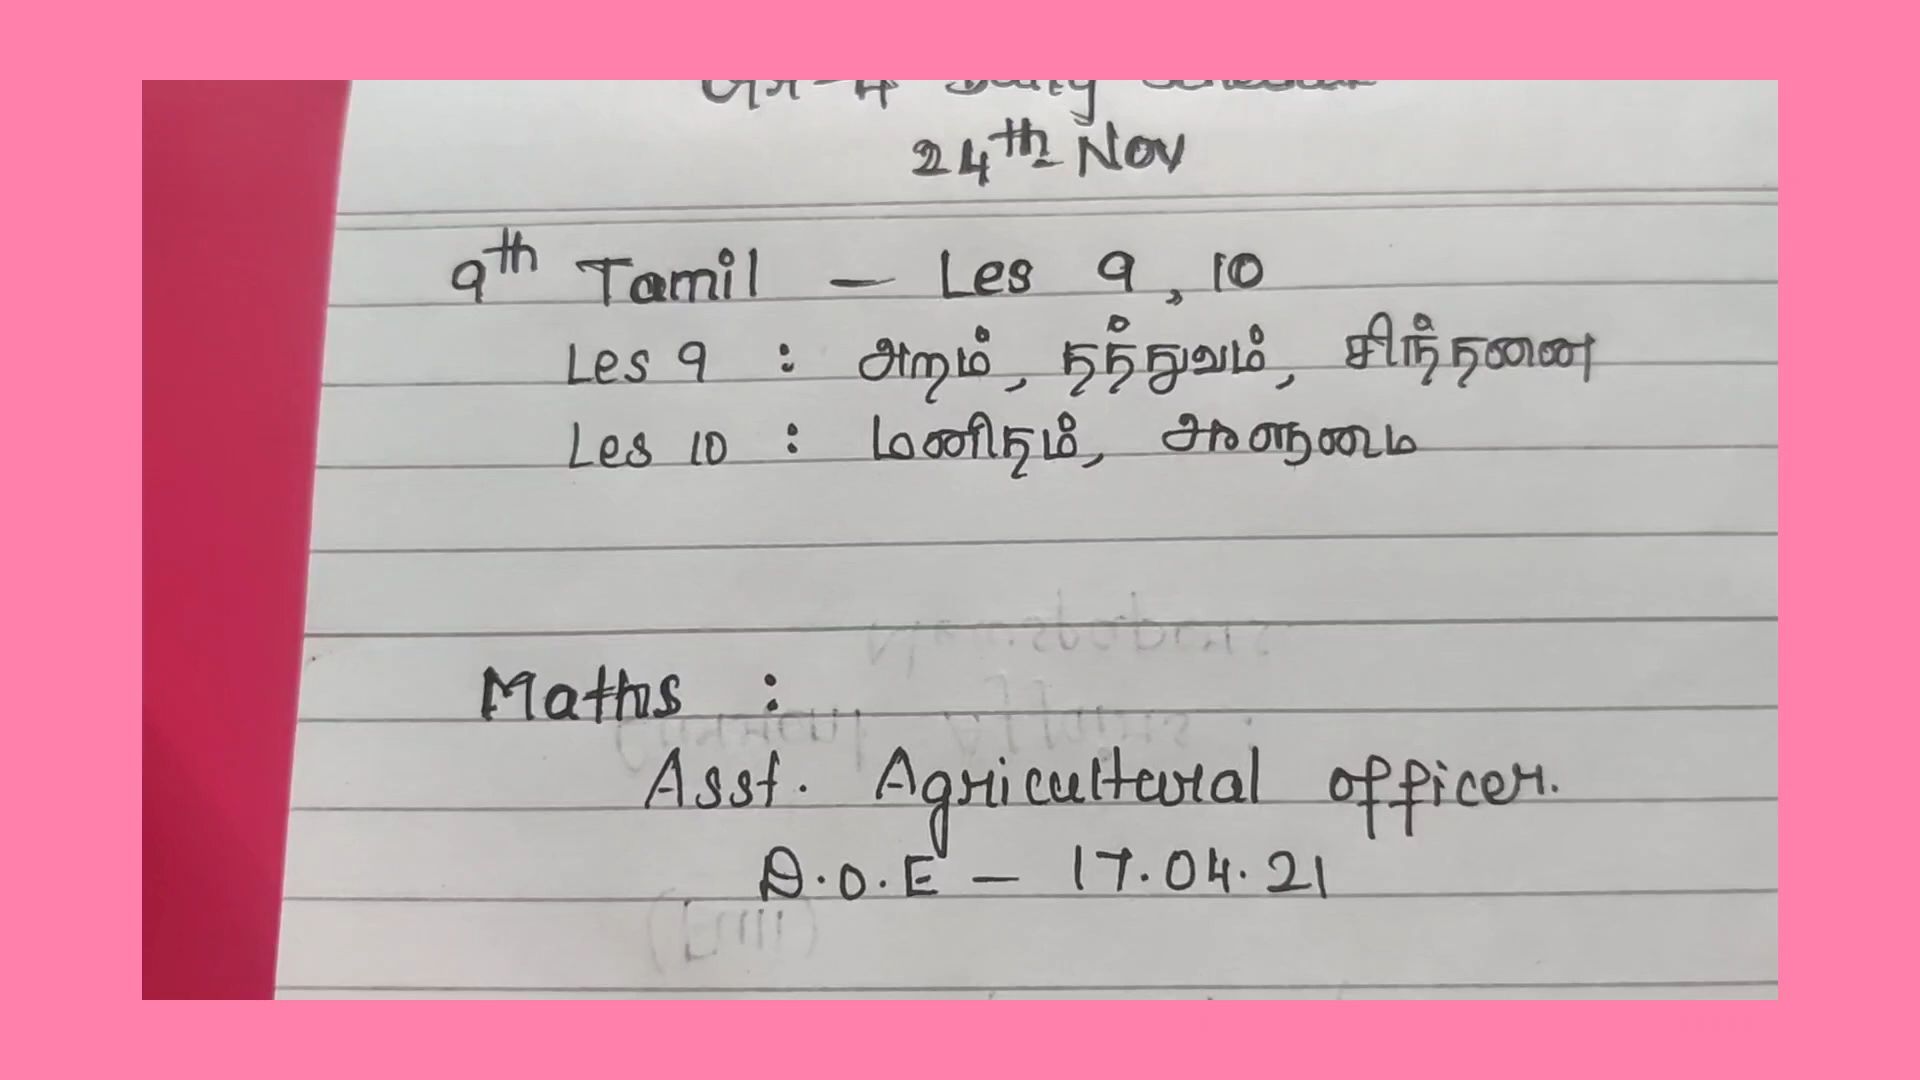 24th Nov
9th Tamil – Les 9, 10
Les 9 : அறம், தத்துவம், சிந்தனை
Les 10 : மனிதம், ஆளுமை
Maths :
Asst. Agricultural officer.
D.O.E – 17.04.21